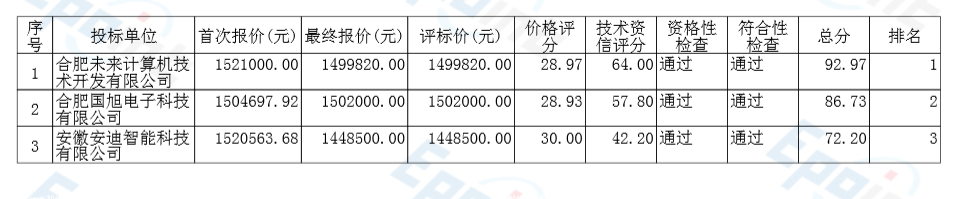 序号 投标单位 首次报价(元) 最终报价(元) 评标价(元) 价格评分 技术资信评分 资格性检查 符合性检查 总分 排名
1 合肥未来计算机技术开发有限公司 1521000.00 1499820.00 1499820.00 28.97 64.00 通过 通过 92.97 1
2 合肥国旭电子科技有限公司 1504697.92 1502000.00 1502000.00 28.93 57.80 通过 通过 86.73 2
3 安徽安迪智能科技有限公司 1520563.68 1448500.00 1448500.00 30.00 42.20 通过 通过 72.20 3